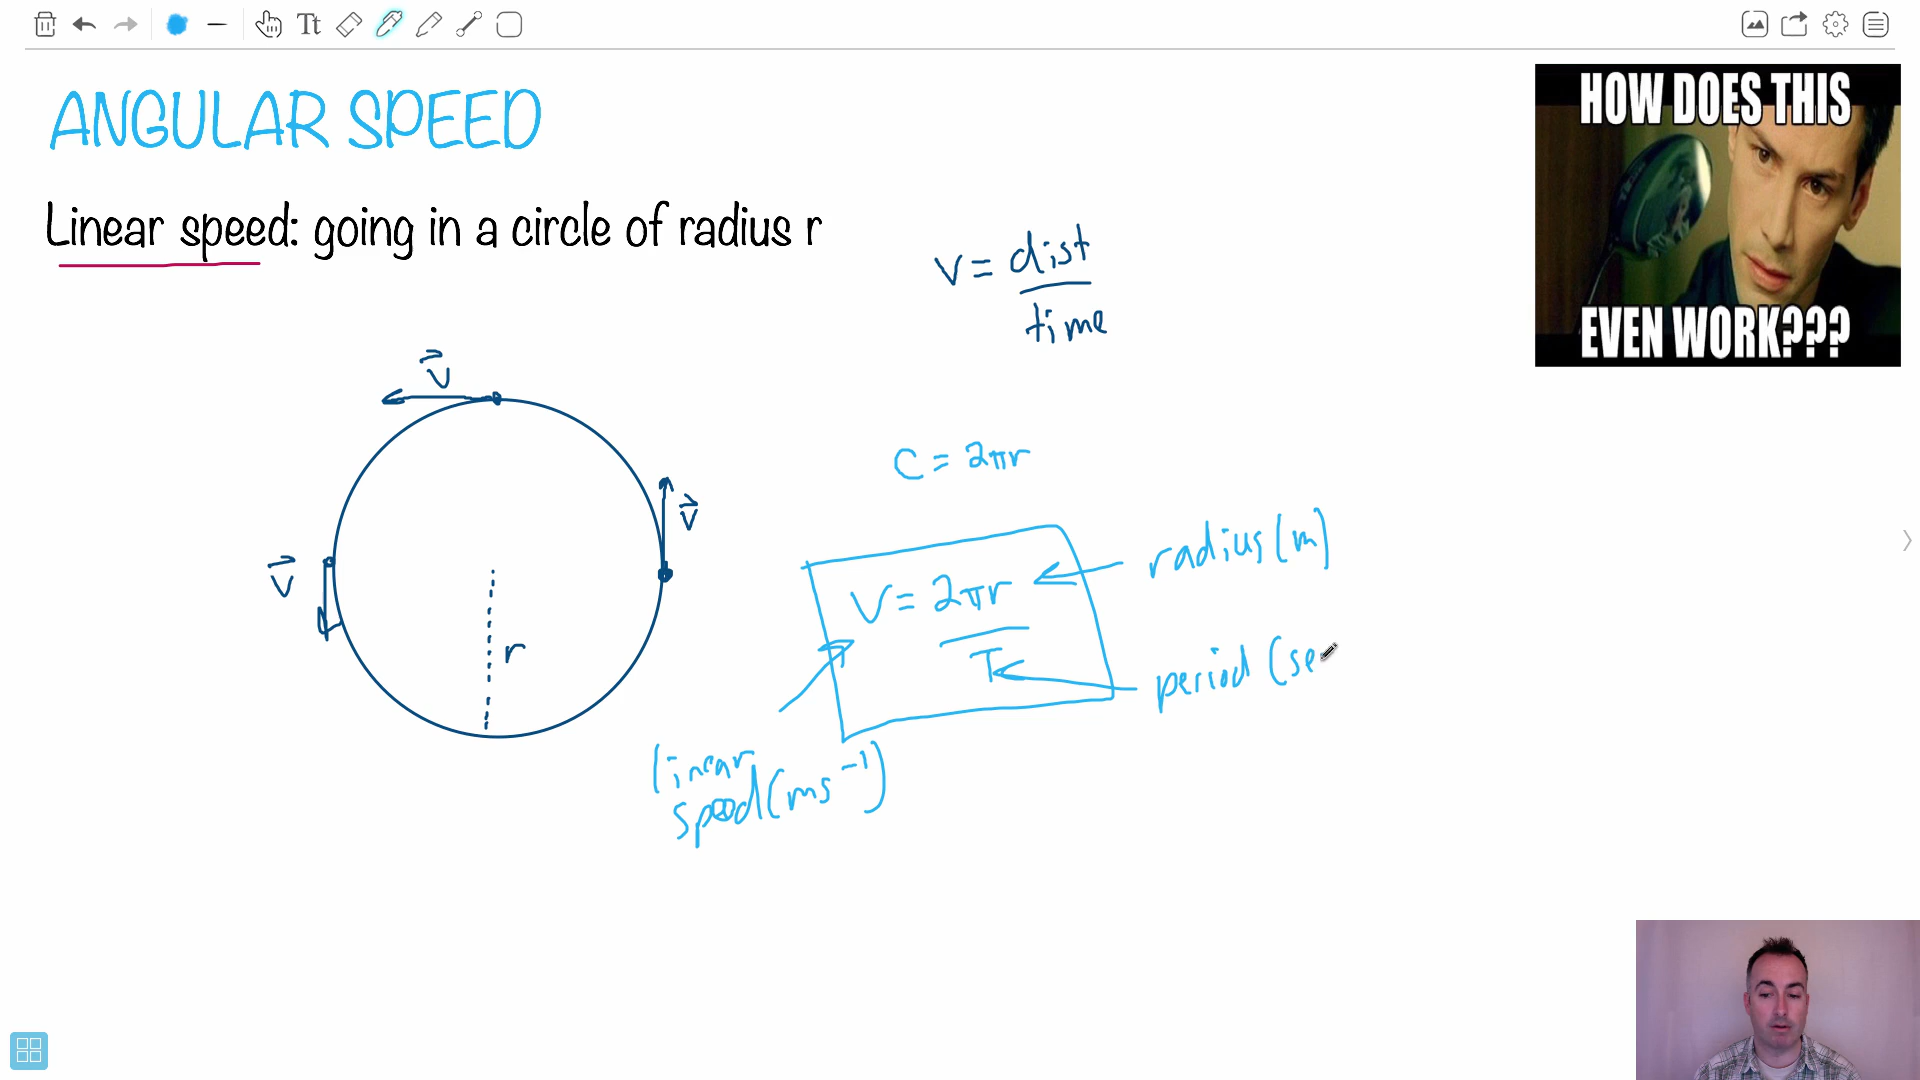 Tt
ANGULAR SPEED
HOW DOES THIS
EVEN WORK???
Linear speed: going in a circle of radius r
v = dist
time
v
v
v
r
C = 2πr
v = 2πr
T
radius (m)
period (se
linear
speed (ms⁻¹)